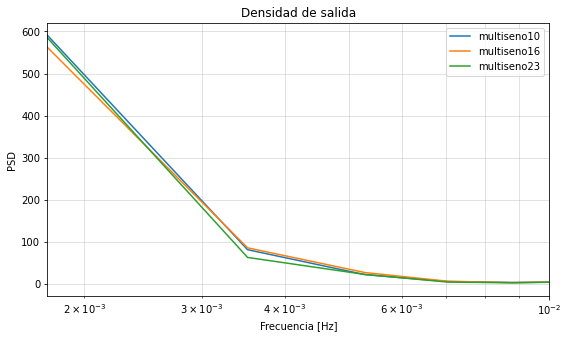 Densidad de salida
multiseno10
multiseno16
multiseno23
PSD
600
500
400
300
200
100
0
2 × 10⁻³
3 × 10⁻³
4 × 10⁻³
6 × 10⁻³
10⁻²
Frecuencia [Hz]